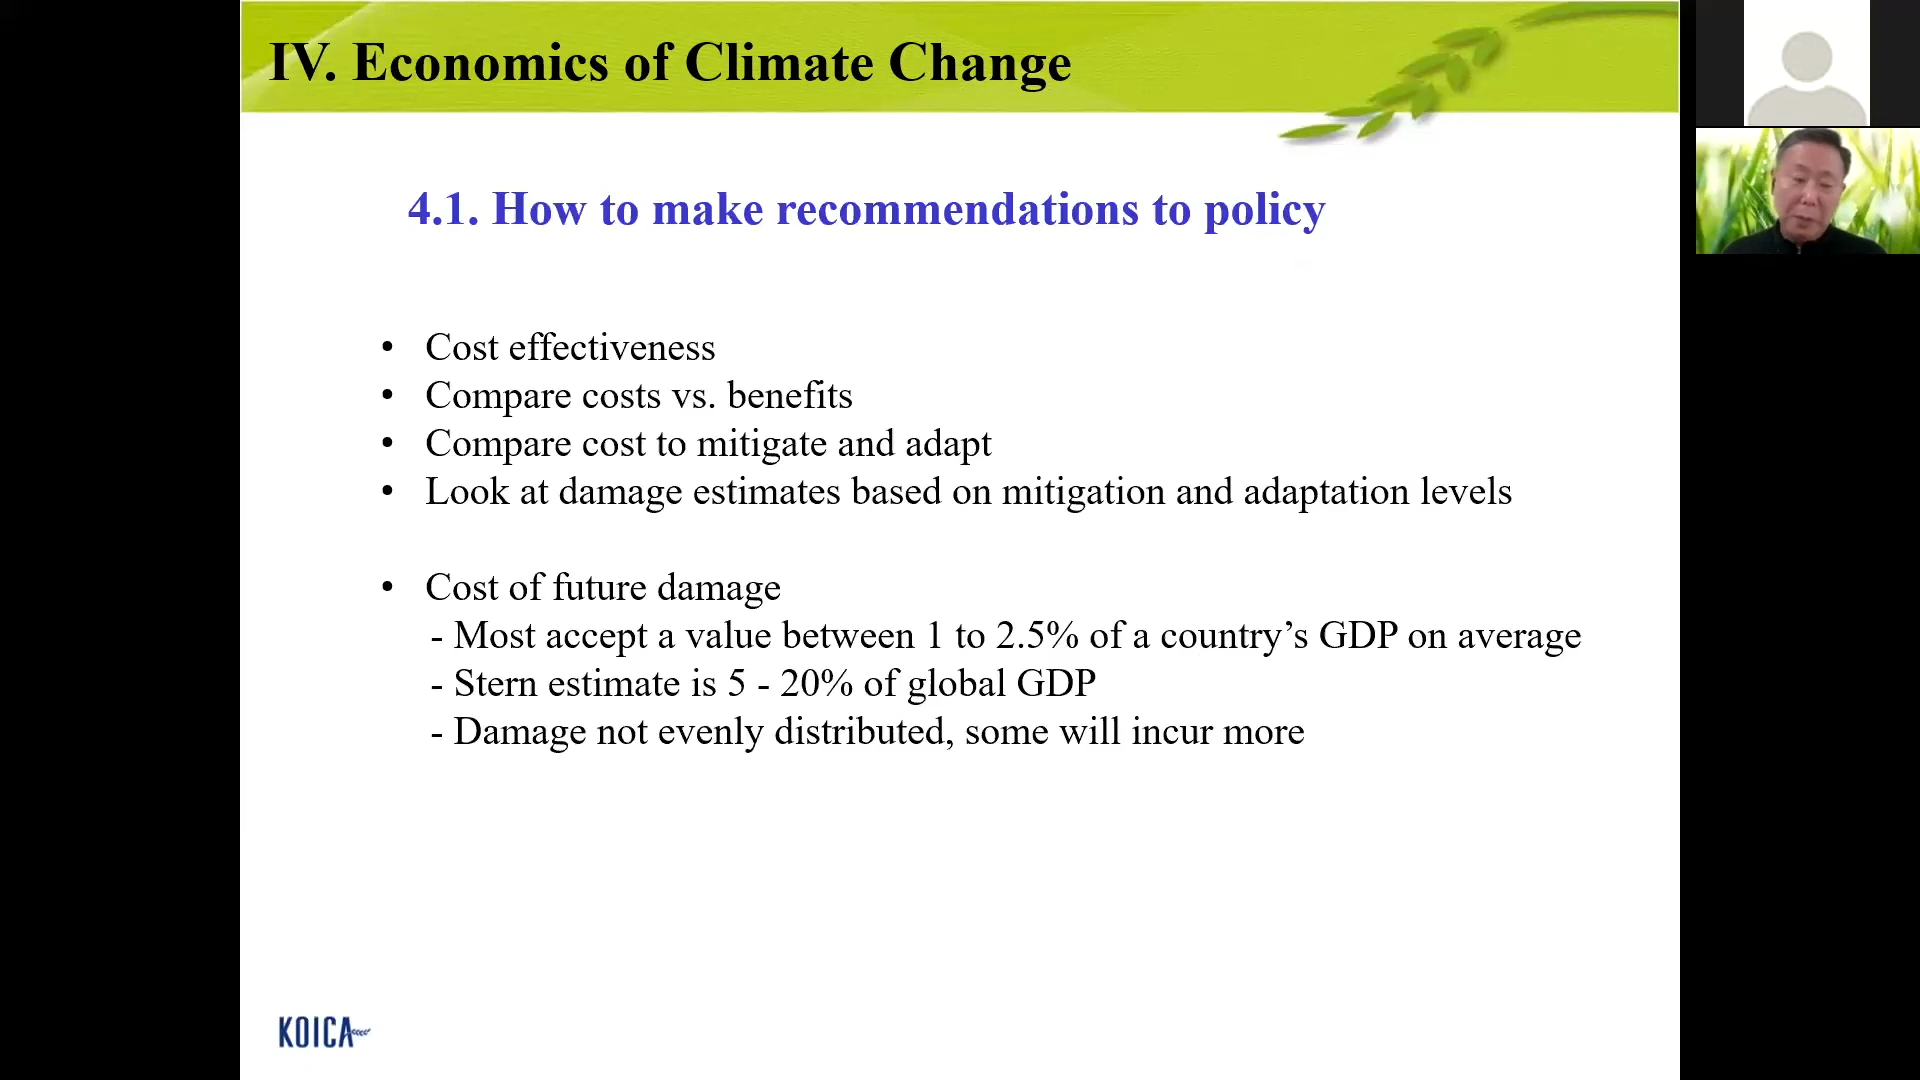 IV. Economics of Climate Change
4.1. How to make recommendations to policy
• Cost effectiveness
• Compare costs vs. benefits
• Compare cost to mitigate and adapt
• Look at damage estimates based on mitigation and adaptation levels
• Cost of future damage
- Most accept a value between 1 to 2.5% of a country’s GDP on average
- Stern estimate is 5 - 20% of global GDP
- Damage not evenly distributed, some will incur more
KOICA